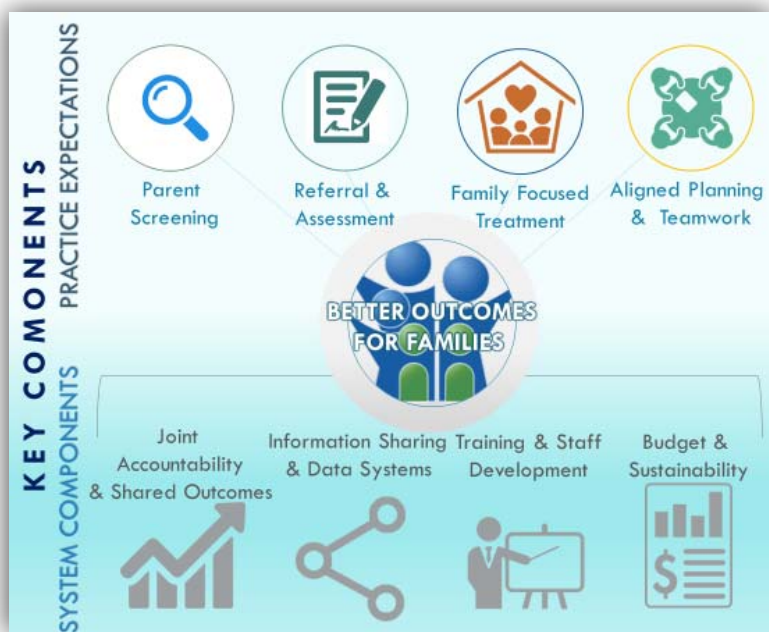 KEY COMONENTS
PRACTICE EXPECTATIONS
Parent
Screening
Referral &
Assessment
Family Focused
Treatment
Aligned Planning
& Teamwork
BETTER OUTCOMES
FOR FAMILIES
SYSTEM COMPONENTS
Joint
Accountability
& Shared Outcomes
Information Sharing
& Data Systems
Training & Staff
Development
Budget &
Sustainability
$